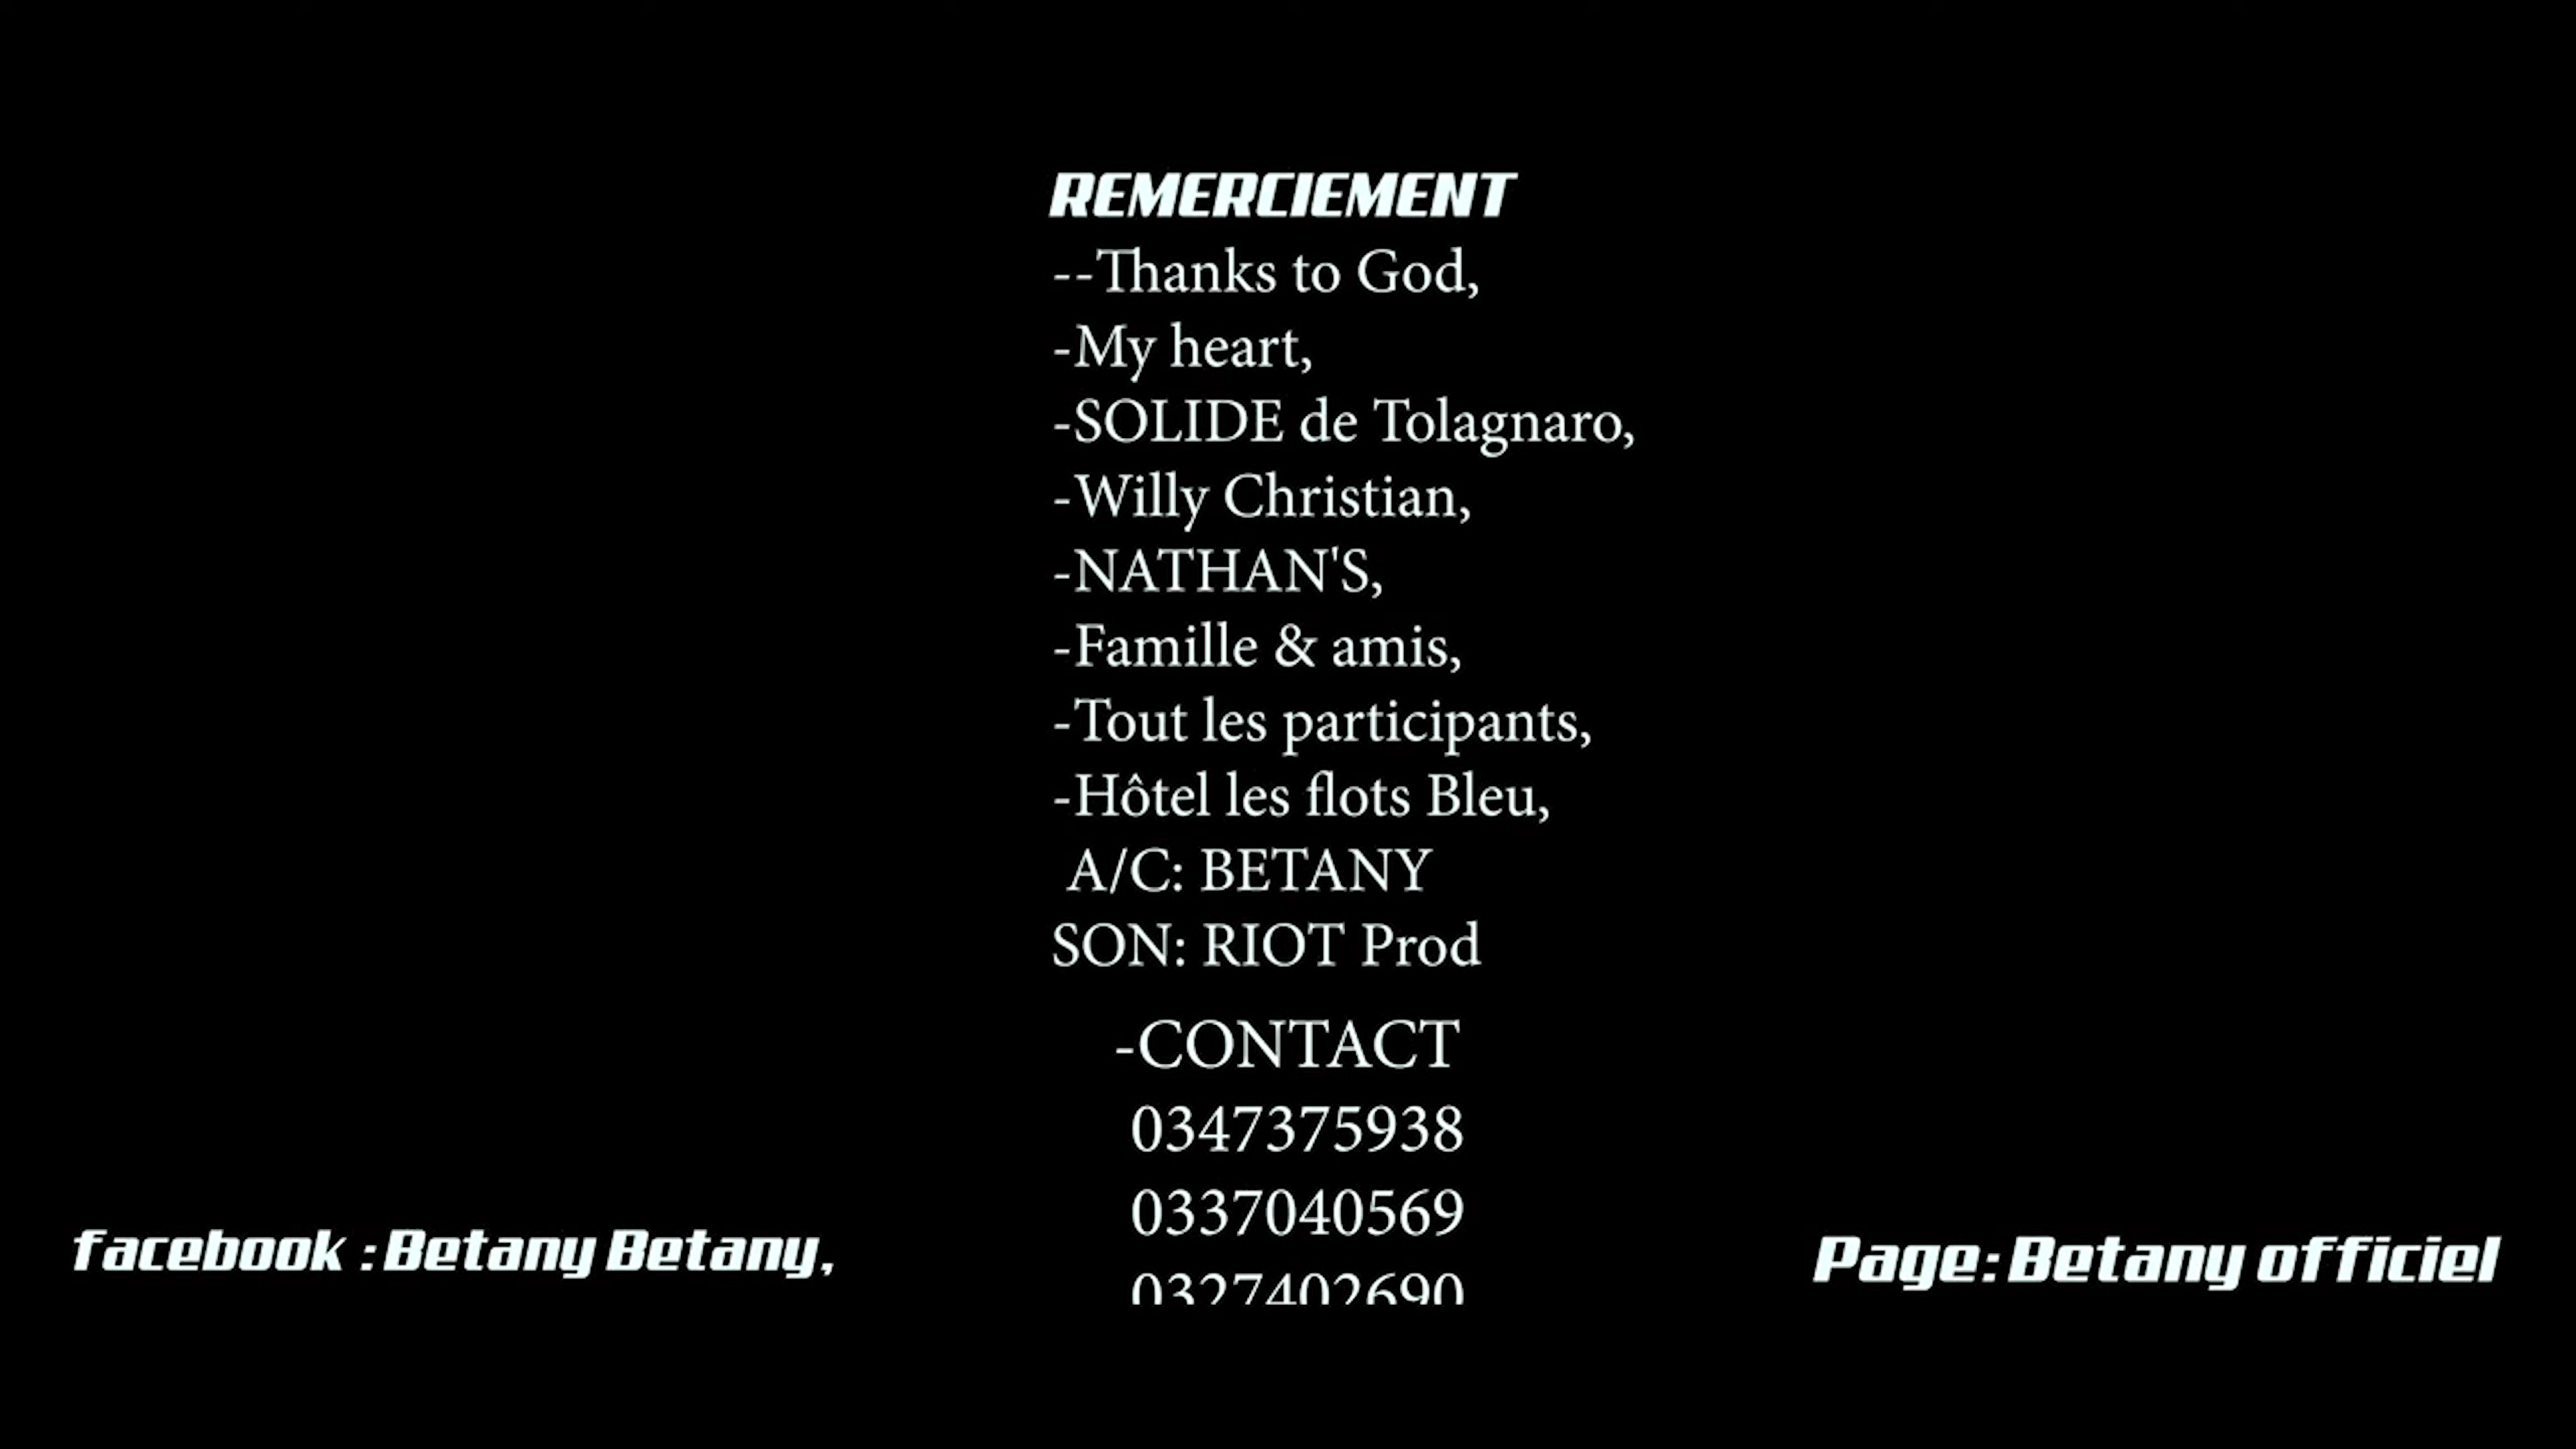 REMERCIEMENT
--Thanks to God,
-My heart,
-SOLIDE de Tolagnaro,
-Willy Christian,
-NATHAN'S,
-Famille & amis,
-Tout les participants,
-Hôtel les flots Bleu,
A/C: BETANY
SON: RIOT Prod
-CONTACT
0347375938
0337040569
0327402690
facebook : Betany Betany,
Page: Betany officiel